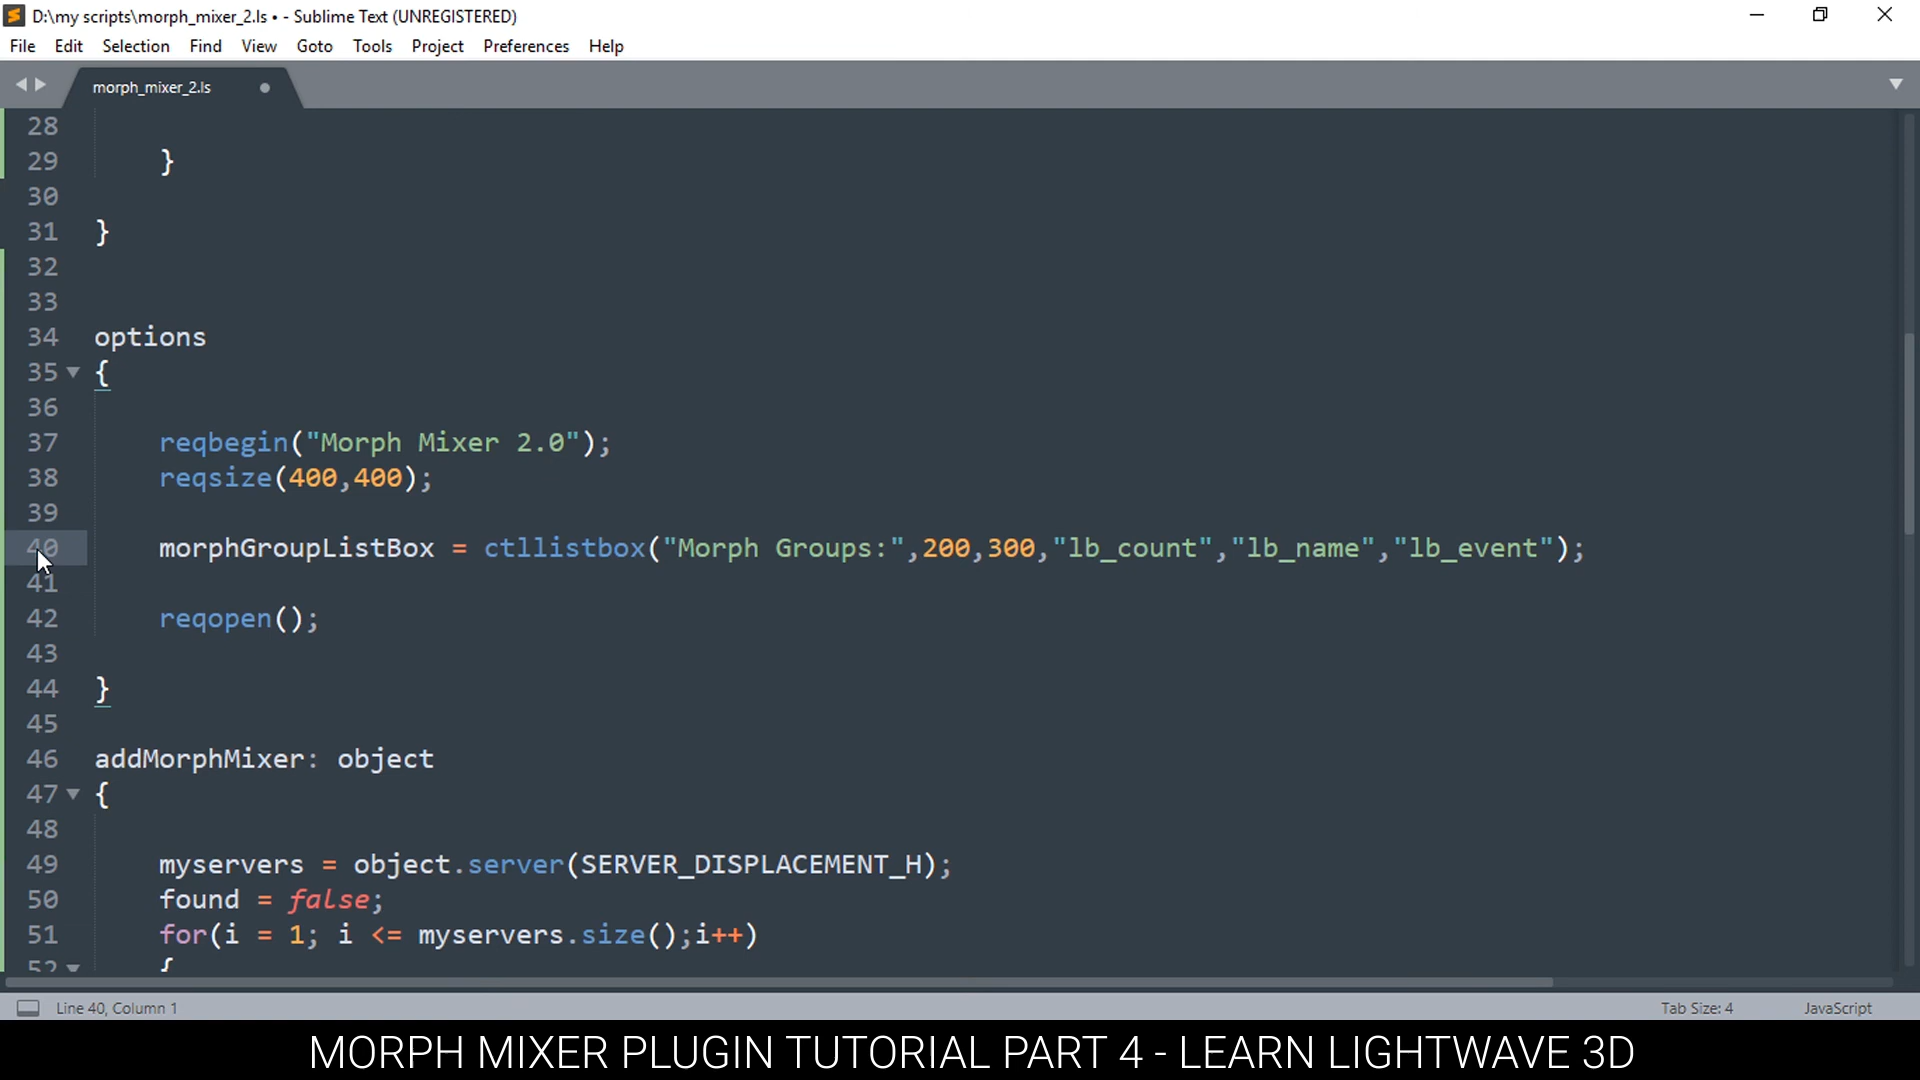 D:\my scripts\morph_mixer_2.ls • - Sublime Text (UNREGISTERED)
File Edit Selection Find View Goto Tools Project Preferences Help
morph_mixer_2.ls
28
29 }
30
31 }
32
33
34 options
35 {
36
37 reqbegin("Morph Mixer 2.0");
38 reqsize(400,400);
39
40 morphGroupListBox = ctllistbox("Morph Groups:",200,300,"lb_count","lb_name","lb_event");
41
42 reqopen();
43
44 }
45
46 addMorphMixer: object
47 {
48
49 myservers = object.server(SERVER_DISPLACEMENT_H);
50 found = false;
51 for(i = 1; i <= myservers.size();i++)
52 {
Line 40, Column 1 Tab Size: 4 JavaScript
MORPH MIXER PLUGIN TUTORIAL PART 4 - LEARN LIGHTWAVE 3D